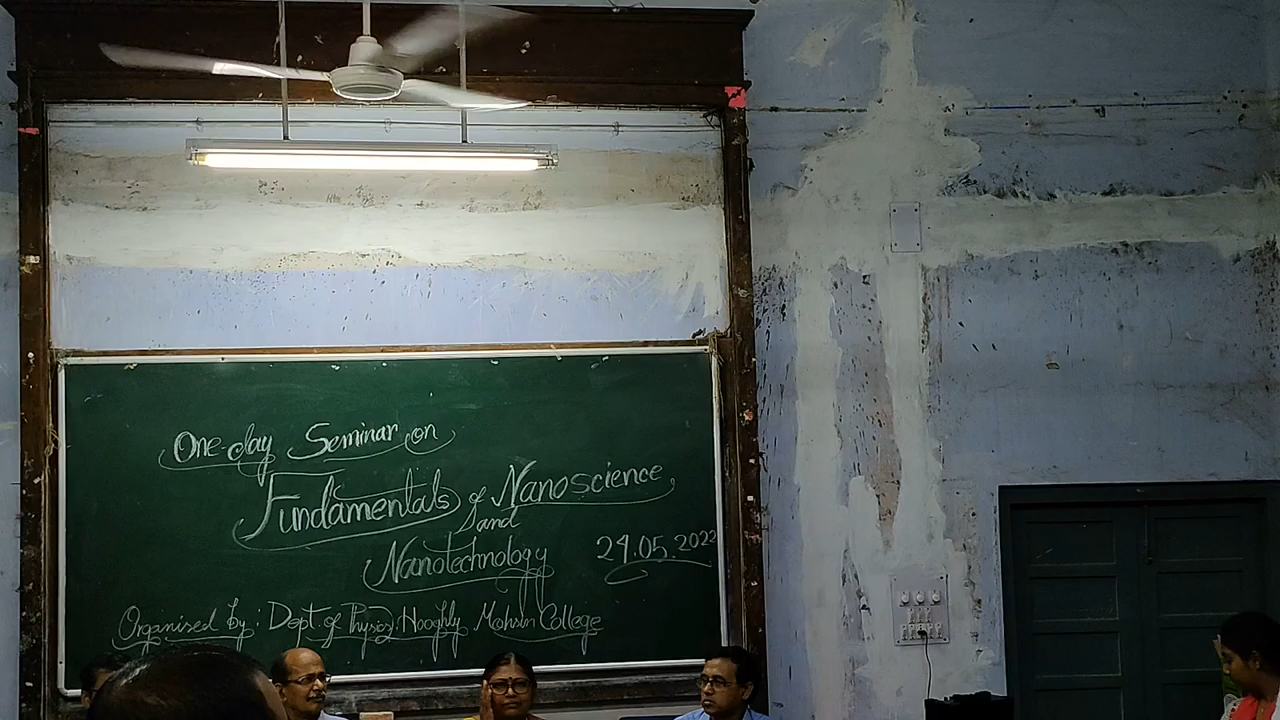 One-day Seminar on
Fundamentals of Nanoscience
and
Nanotechnology
24.05.2022
Organised by: Dept. of Physics, Hooghly Mohsin College